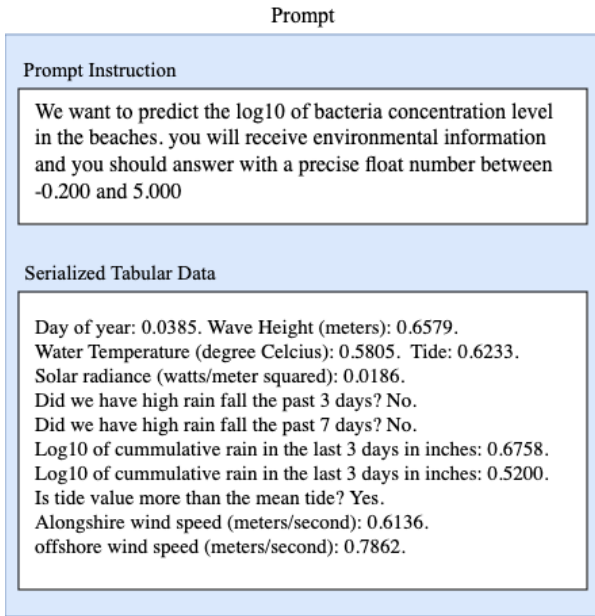 Prompt
Prompt Instruction
We want to predict the log10 of bacteria concentration level
in the beaches. you will receive environmental information
and you should answer with a precise float number between
-0.200 and 5.000
Serialized Tabular Data
Day of year: 0.0385. Wave Height (meters): 0.6579.
Water Temperature (degree Celcius): 0.5805. Tide: 0.6233.
Solar radiance (watts/meter squared): 0.0186.
Did we have high rain fall the past 3 days? No.
Did we have high rain fall the past 7 days? No.
Log10 of cummulative rain in the last 3 days in inches: 0.6758.
Log10 of cummulative rain in the last 3 days in inches: 0.5200.
Is tide value more than the mean tide? Yes.
Alongshire wind speed (meters/second): 0.6136.
offshore wind speed (meters/second): 0.7862.